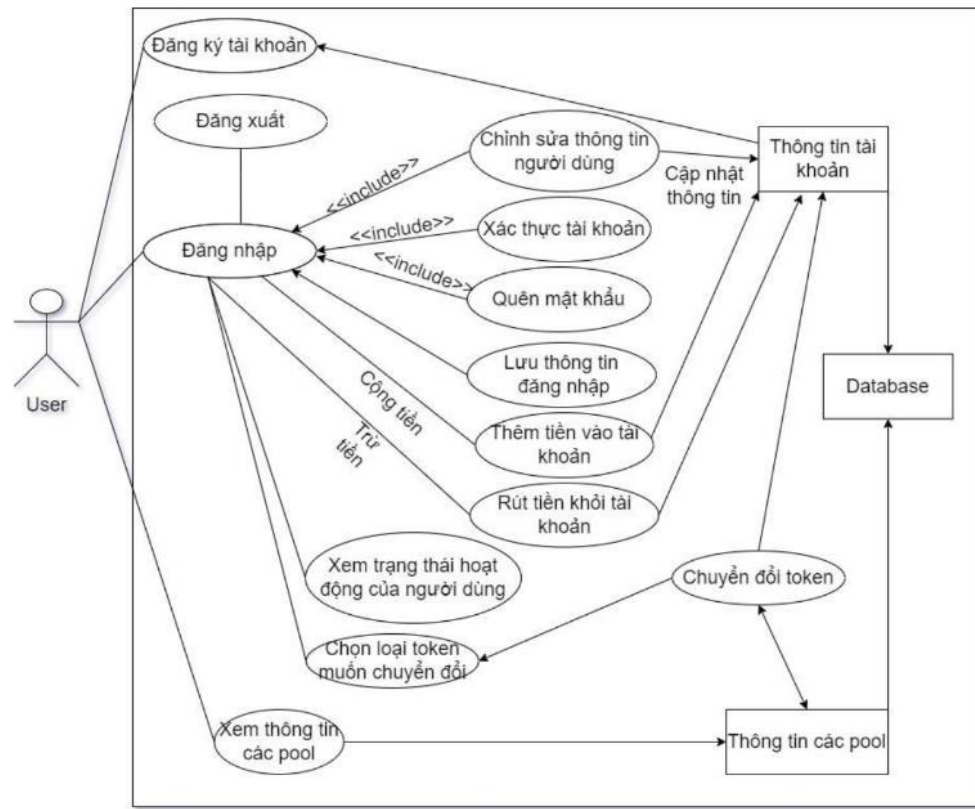 Đăng ký tài khoản
Đăng xuất
Chỉnh sửa thông tin
người dùng
Thông tin tài
khoản
Cập nhật
thông tin
<<include>>
Đăng nhập
<<include>>
Xác thực tài khoản
<<include>>
Quên mật khẩu
User
Lưu thông tin
đăng nhập
Database
Cộng tiền
Thêm tiền vào tài
khoản
Trừ
tiền
Rút tiền khỏi tài
khoản
Xem trạng thái hoạt
động của người dùng
Chuyển đổi token
Chọn loại token
muốn chuyển đổi
Xem thông tin
các pool
Thông tin các pool